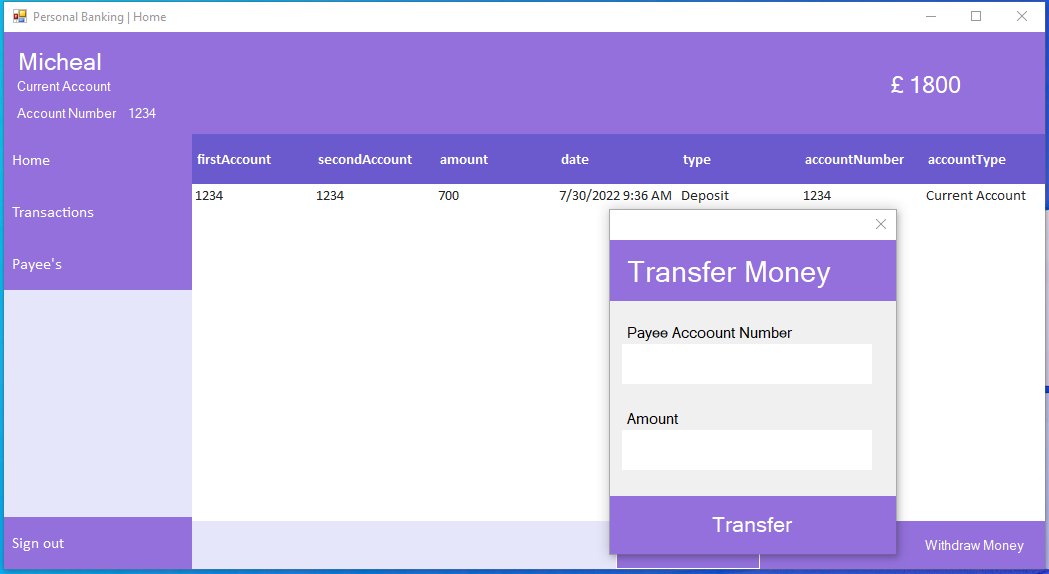 Personal Banking | Home
Micheal
Current Account
£ 1800
Account Number 1234
Home
Transactions
Payee's
Sign out
firstAccount secondAccount amount date type accountNumber accountType
1234 1234 700 7/30/2022 9:36 AM Deposit 1234 Current Account
Transfer Money
Payee Accoount Number
Amount
Transfer
Withdraw Money